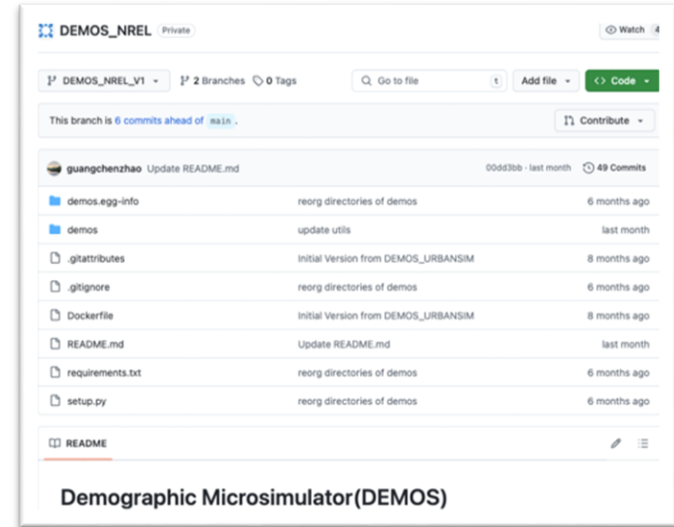 DEMOS_NREL Private Watch 4
DEMOS_NREL_V1 2 Branches 0 Tags Go to file t Add file Code
This branch is 6 commits ahead of main . Contribute
guangchenzhao Update README.md 00dd3bb · last month 49 Commits
demos.egg-info reorg directories of demos 6 months ago
demos update utils last month
.gitattributes Initial Version from DEMOS_URBANSIM 8 months ago
.gitignore reorg directories of demos 6 months ago
Dockerfile Initial Version from DEMOS_URBANSIM 8 months ago
README.md Update README.md last month
requirements.txt reorg directories of demos 6 months ago
setup.py reorg directories of demos 6 months ago
README
Demographic Microsimulator(DEMOS)